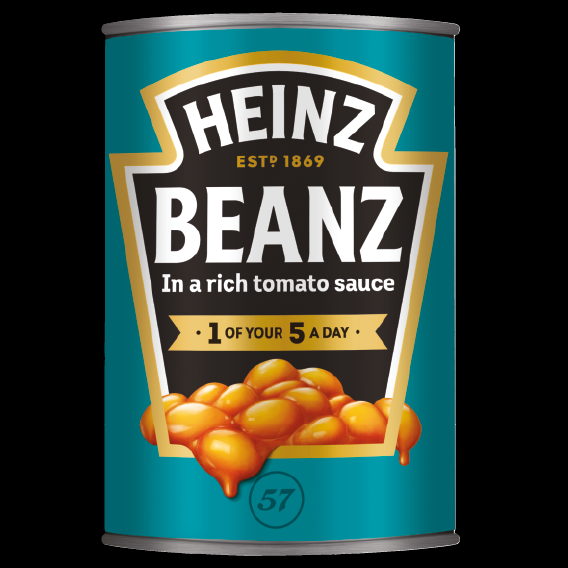 HEINZ
ESTD 1869
BEANZ
In a rich tomato sauce
· 1 OF YOUR 5 A DAY ·
57